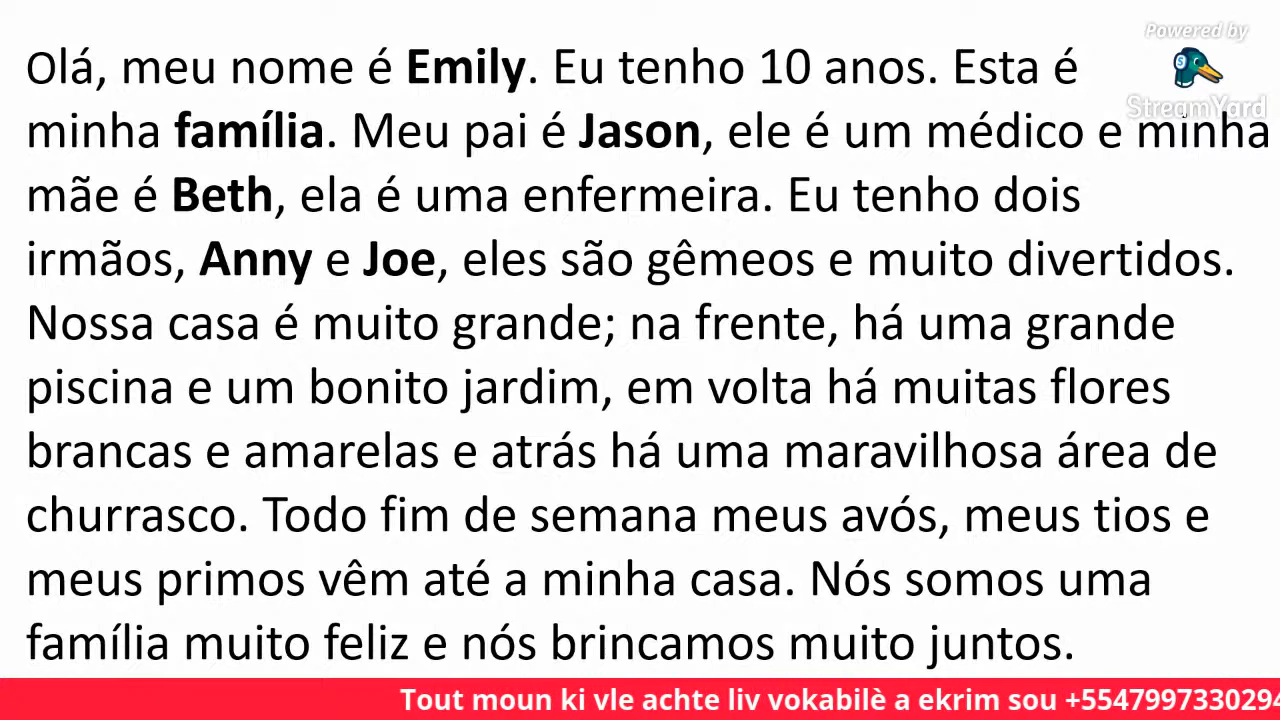 Powered by
StreamYard
Olá, meu nome é Emily. Eu tenho 10 anos. Esta é
minha família. Meu pai é Jason, ele é um médico e minha
mãe é Beth, ela é uma enfermeira. Eu tenho dois
irmãos, Anny e Joe, eles são gêmeos e muito divertidos.
Nossa casa é muito grande; na frente, há uma grande
piscina e um bonito jardim, em volta há muitas flores
brancas e amarelas e atrás há uma maravilhosa área de
churrasco. Todo fim de semana meus avós, meus tios e
meus primos vêm até a minha casa. Nós somos uma
família muito feliz e nós brincamos muito juntos.
Tout moun ki vle achte liv vokabilè a ekrim sou +5547997330294